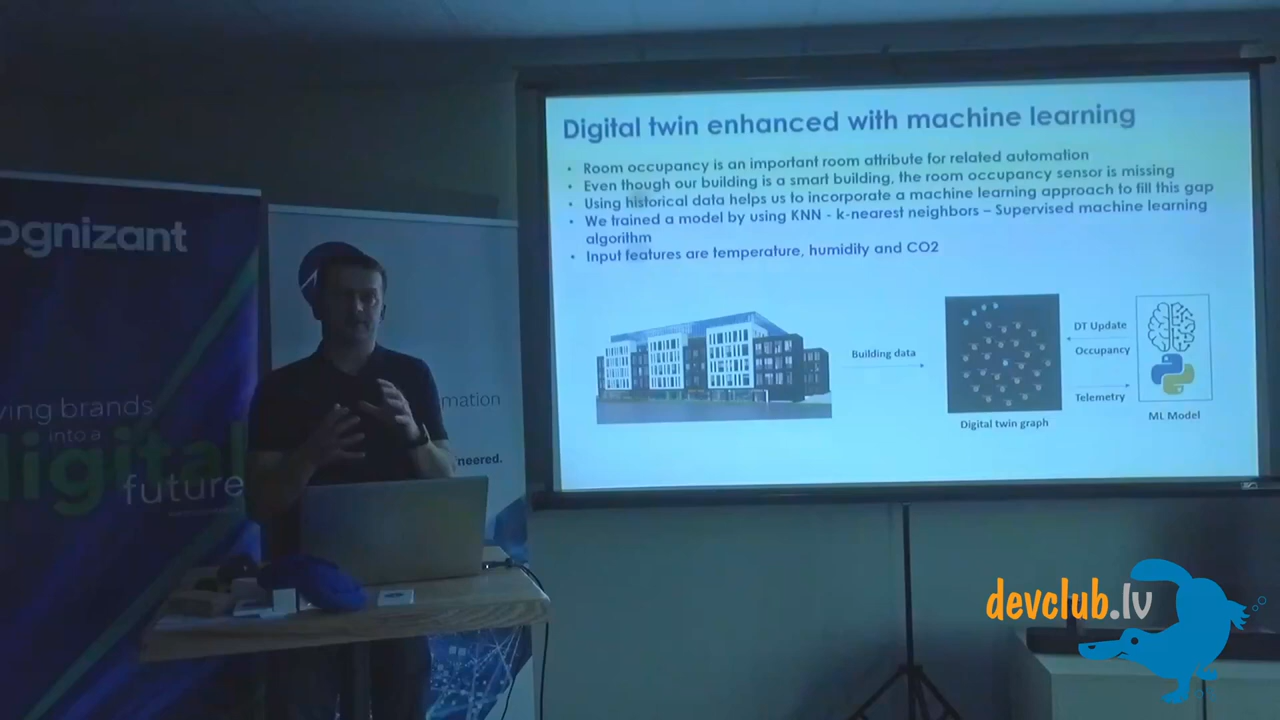 ognizant
ving brands
into a
digital
future
mation
neered.
Digital twin enhanced with machine learning
• Room occupancy is an important room attribute for related automation
• Even though our building is a smart building, the room occupancy sensor is missing
• Using historical data helps us to incorporate a machine learning approach to fill this gap
• We trained a model by using KNN - k-nearest neighbors – Supervised machine learning
algorithm
• Input features are temperature, humidity and CO2
Building data
DT Update
Occupancy
Telemetry
Digital twin graph
ML Model
devclub.lv